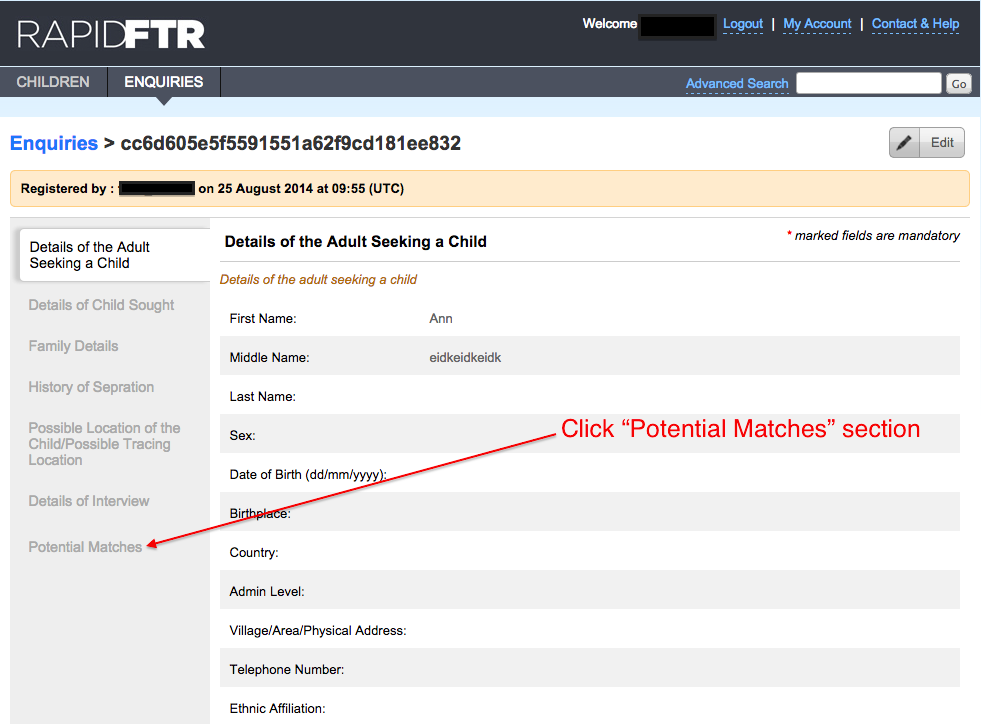 RAPIDFTR
Welcome Logout | My Account | Contact & Help
CHILDREN ENQUIRIES
Advanced Search Go
Enquiries > cc6d605e5f5591551a62f9cd181ee832
Edit
Registered by : on 25 August 2014 at 09:55 (UTC)
Details of the Adult
Seeking a Child
Details of Child Sought
Family Details
History of Sepration
Possible Location of the
Child/Possible Tracing
Location
Details of Interview
Potential Matches
Details of the Adult Seeking a Child
* marked fields are mandatory
Details of the adult seeking a child
First Name: Ann
Middle Name: eidkeidkeidk
Last Name:
Sex:
Click “Potential Matches” section
Date of Birth (dd/mm/yyyy):
Birthplace:
Country:
Admin Level:
Village/Area/Physical Address:
Telephone Number:
Ethnic Affiliation: